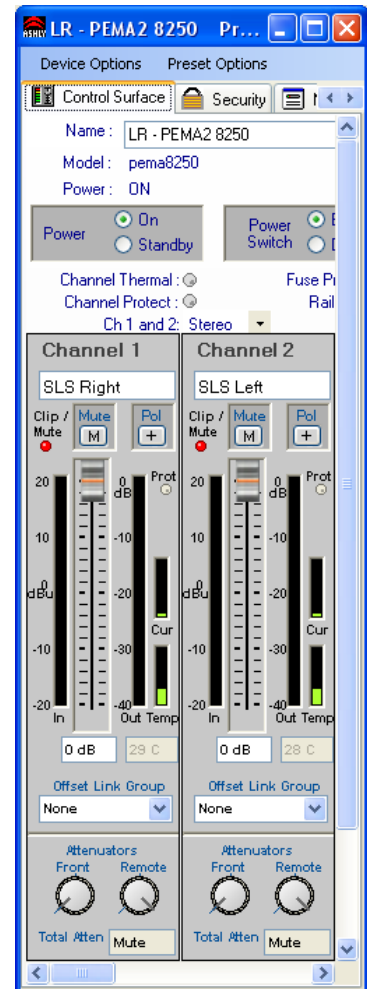 ASHLY LR - PEMA2 8250 Pr...
Device Options Preset Options
Control Surface Security
Name : LR - PEMA2 8250
Model : pema8250
Power : ON
Power On Standby Power Switch
Channel Thermal : Fuse
Channel Protect : Rail
Ch 1 and 2: Stereo
Channel 1 Channel 2
SLS Right SLS Left
Clip / Mute Mute M Pol + Clip / Mute Mute M Pol +
20 0 dB Prot 20 0 dB Prot
10 -10 10 -10
0 dBu -20 0 dBu -20
Cur Cur
-10 -30 -10 -30
-20 -40 -20 -40
In Out Temp In Out Temp
0 dB 29 C 0 dB 28 C
Offset Link Group Offset Link Group
None None
Attenuators Attenuators
Front Remote Front Remote
Total Atten Mute Total Atten Mute